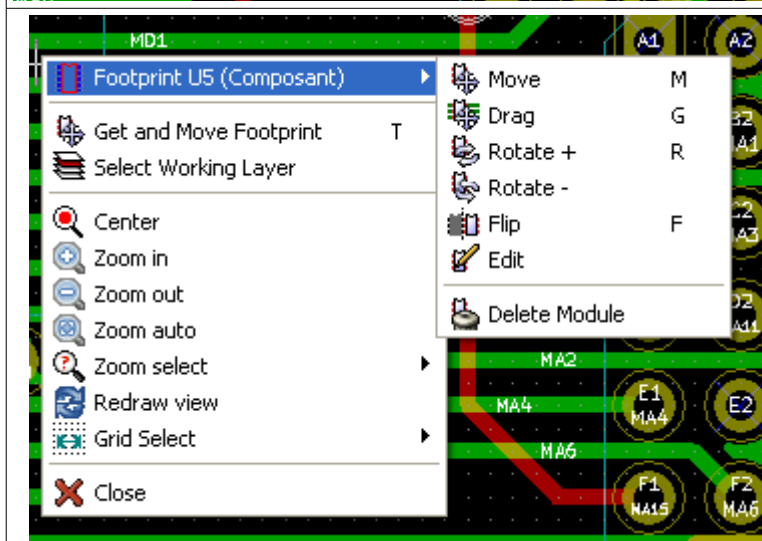 MD1
A1
A2
Footprint U5 (Composant)
Get and Move Footprint T
Select Working Layer
Center
Zoom in
Zoom out
Zoom auto
Zoom select
Redraw view
Grid Select
Close
Move M
Drag G
Rotate + R
Rotate -
Flip F
Edit
Delete Module
MA2
MA4
MA6
E1
MA4
E2
F1
MA15
F2
MA6